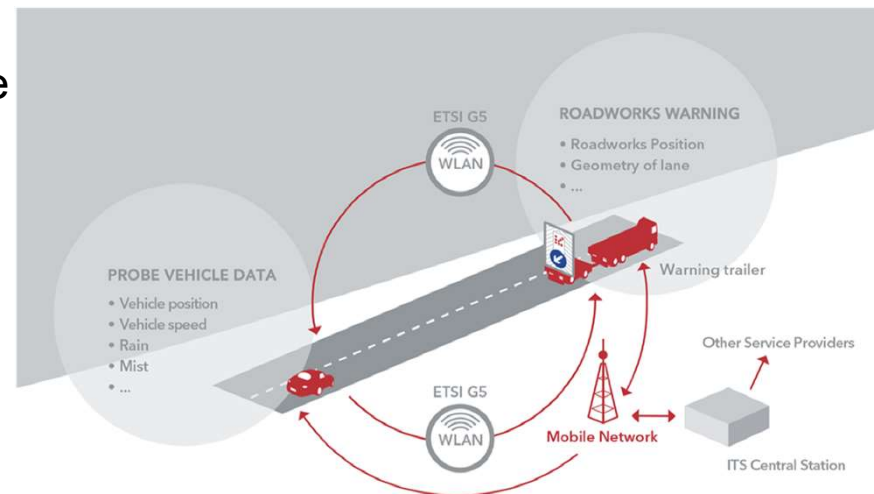 e
ETSI G5
WLAN
ROADWORKS WARNING
• Roadworks Position
• Geometry of lane
• ...
PROBE VEHICLE DATA
• Vehicle position
• Vehicle speed
• Rain
• Mist
• ...
Warning trailer
Other Service Providers
ETSI G5
WLAN
Mobile Network
ITS Central Station